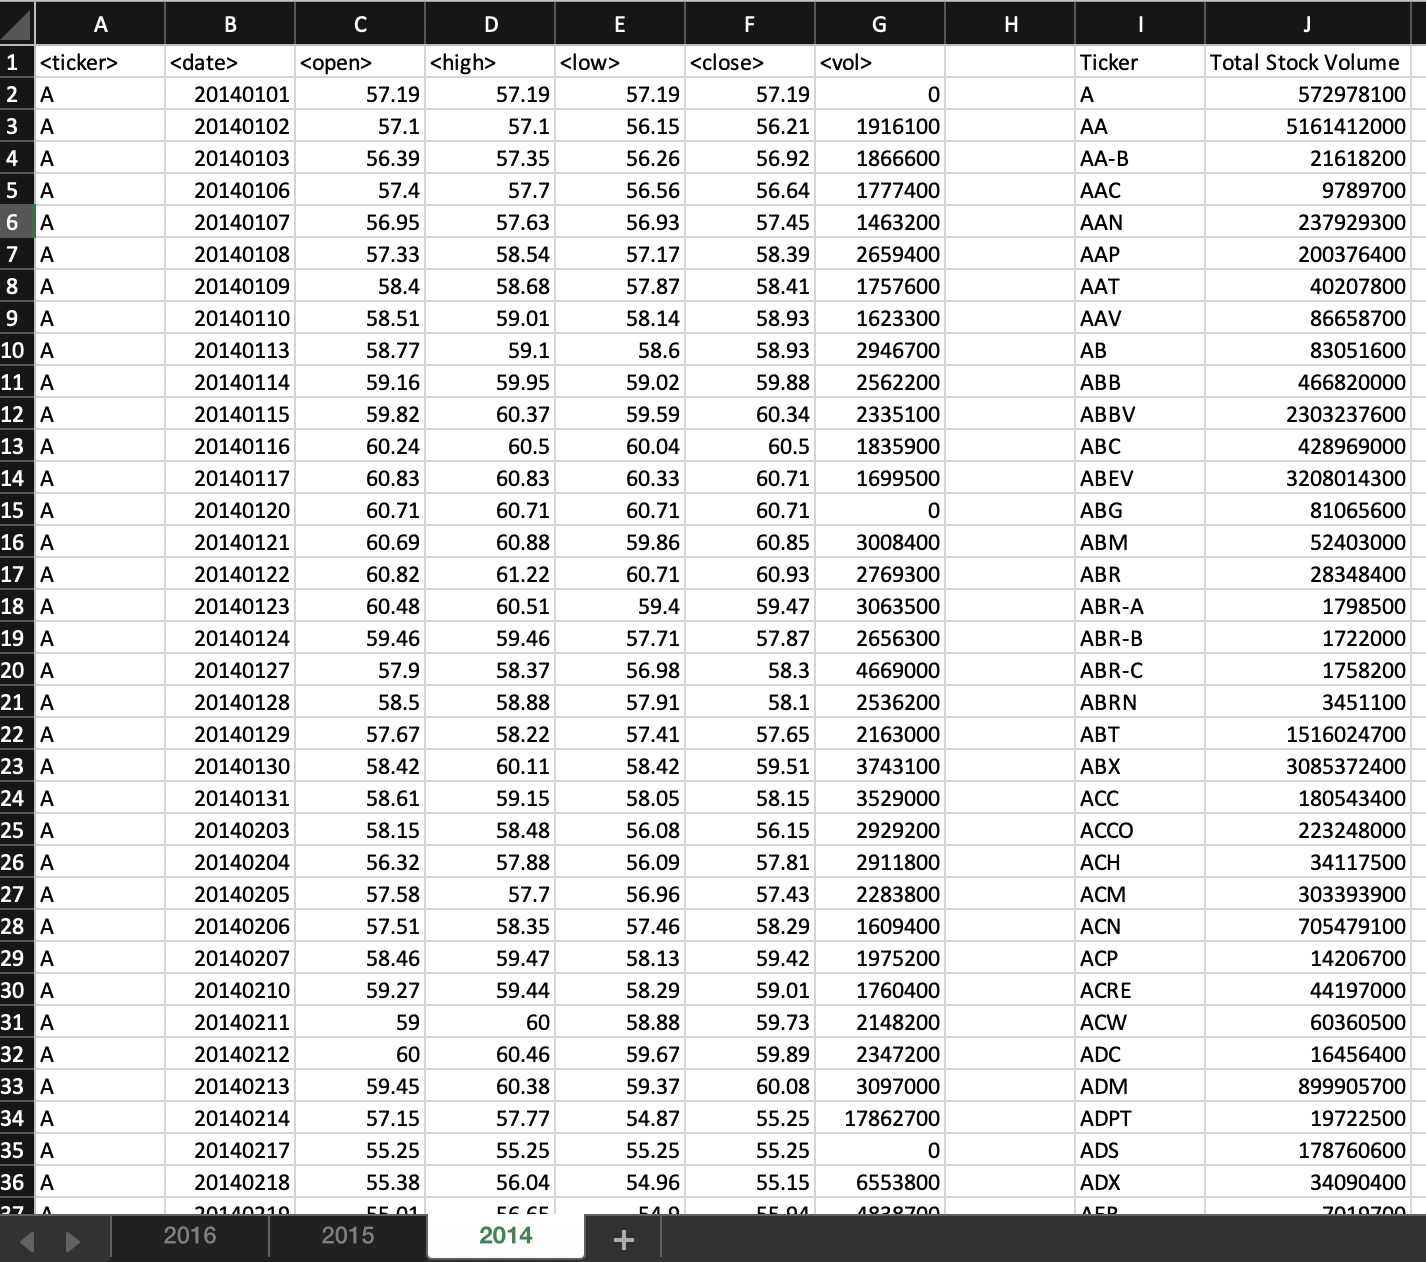 A B C D E F G H I J
1 <ticker> <date> <open> <high> <low> <close> <vol> Ticker Total Stock Volume
2 A 20140101 57.19 57.19 57.19 57.19 0 A 572978100
3 A 20140102 57.1 57.1 56.15 56.21 1916100 AA 5161412000
4 A 20140103 56.39 57.35 56.26 56.92 1866600 AA-B 21618200
5 A 20140106 57.4 57.7 56.56 56.64 1777400 AAC 9789700
6 A 20140107 56.95 57.63 56.93 57.45 1463200 AAN 237929300
7 A 20140108 57.33 58.54 57.17 58.39 2659400 AAP 200376400
8 A 20140109 58.4 58.68 57.87 58.41 1757600 AAT 40207800
9 A 20140110 58.51 59.01 58.14 58.93 1623300 AAV 86658700
10 A 20140113 58.77 59.1 58.6 58.93 2946700 AB 83051600
11 A 20140114 59.16 59.95 59.02 59.88 2562200 ABB 466820000
12 A 20140115 59.82 60.37 59.59 60.34 2335100 ABBV 2303237600
13 A 20140116 60.24 60.5 60.04 60.5 1835900 ABC 428969000
14 A 20140117 60.83 60.83 60.33 60.71 1699500 ABEV 3208014300
15 A 20140120 60.71 60.71 60.71 60.71 0 ABG 81065600
16 A 20140121 60.69 60.88 59.86 60.85 3008400 ABM 52403000
17 A 20140122 60.82 61.22 60.71 60.93 2769300 ABR 28348400
18 A 20140123 60.48 60.51 59.4 59.47 3063500 ABR-A 1798500
19 A 20140124 59.46 59.46 57.71 57.87 2656300 ABR-B 1722000
20 A 20140127 57.9 58.37 56.98 58.3 4669000 ABR-C 1758200
21 A 20140128 58.5 58.88 57.91 58.1 2536200 ABRN 3451100
22 A 20140129 57.67 58.22 57.41 57.65 2163000 ABT 1516024700
23 A 20140130 58.42 60.11 58.42 59.51 3743100 ABX 3085372400
24 A 20140131 58.61 59.15 58.05 58.15 3529000 ACC 180543400
25 A 20140203 58.15 58.48 56.08 56.15 2929200 ACCO 223248000
26 A 20140204 56.32 57.88 56.09 57.81 2911800 ACH 34117500
27 A 20140205 57.58 57.7 56.96 57.43 2283800 ACM 303393900
28 A 20140206 57.51 58.35 57.46 58.29 1609400 ACN 705479100
29 A 20140207 58.46 59.47 58.13 59.42 1975200 ACP 14206700
30 A 20140210 59.27 59.44 58.29 59.01 1760400 ACRE 44197000
31 A 20140211 59 60 58.88 59.73 2148200 ACW 60360500
32 A 20140212 60 60.46 59.67 59.89 2347200 ADC 16456400
33 A 20140213 59.45 60.38 59.37 60.08 3097000 ADM 899905700
34 A 20140214 57.15 57.77 54.87 55.25 17862700 ADPT 19722500
35 A 20140217 55.25 55.25 55.25 55.25 0 ADS 178760600
36 A 20140218 55.38 56.04 54.96 55.15 6553800 ADX 34090400
37 A 20140219 55.01
2016 2015 2014 +